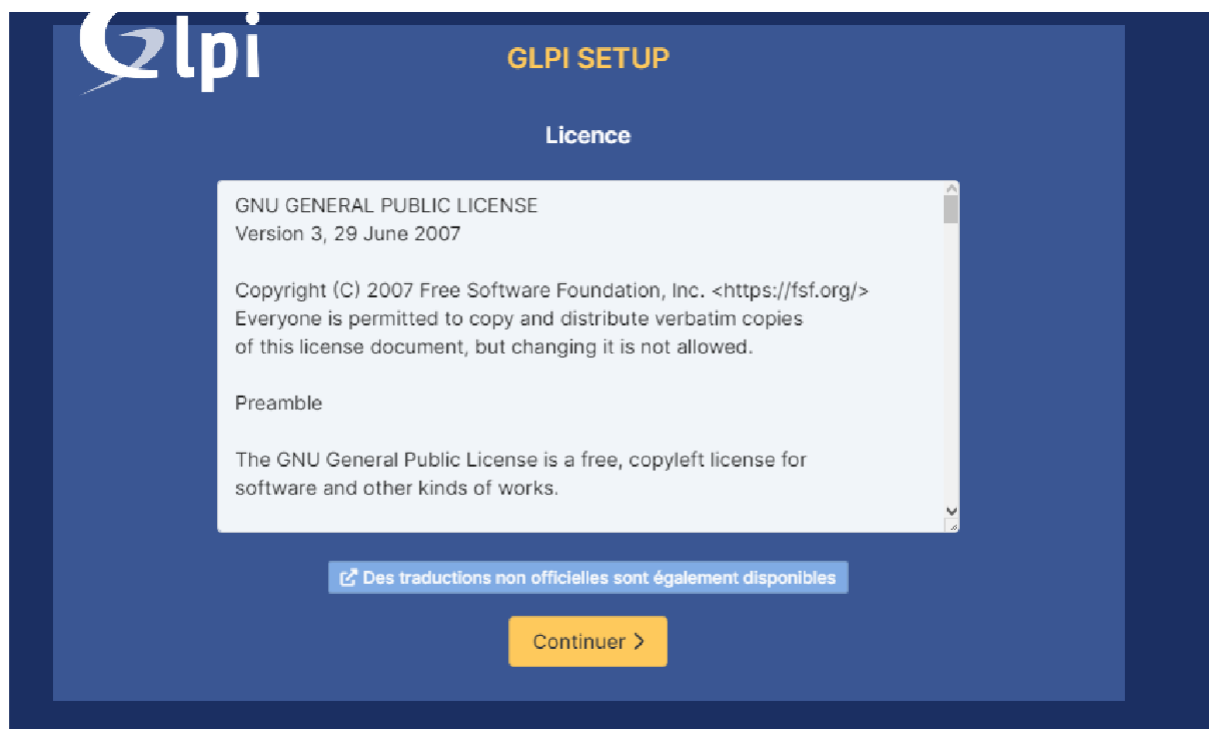 Glpi
GLPI SETUP
Licence
GNU GENERAL PUBLIC LICENSE
Version 3, 29 June 2007
Copyright (C) 2007 Free Software Foundation, Inc. <https://fsf.org/>
Everyone is permitted to copy and distribute verbatim copies
of this license document, but changing it is not allowed.
Preamble
The GNU General Public License is a free, copyleft license for
software and other kinds of works.
Des traductions non officielles sont également disponibles
Continuer >